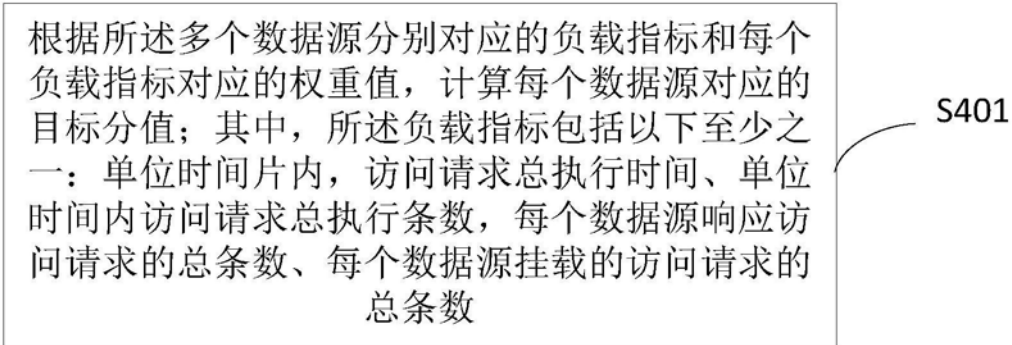 根据所述多个数据源分别对应的负载指标和每个
负载指标对应的权重值，计算每个数据源对应的
目标分值；其中，所述负载指标包括以下至少之
一：单位时间片内，访问请求总执行时间、单位
时间内访问请求总执行条数，每个数据源响应访
问请求的总条数、每个数据源挂载的访问请求的
总条数
S401